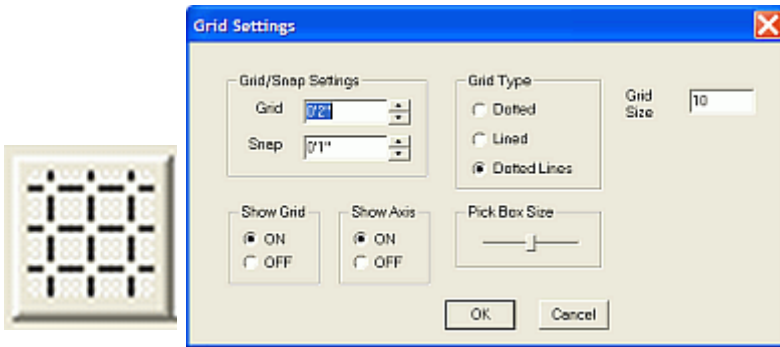 Grid Settings
Grid/Snap Settings
Grid 0'2"
Snap 0'1"
Grid Type
Dotted
Lined
Dotted Lines
Grid
Size
10
Show Grid
ON
OFF
Show Axis
ON
OFF
Pick Box Size
OK
Cancel